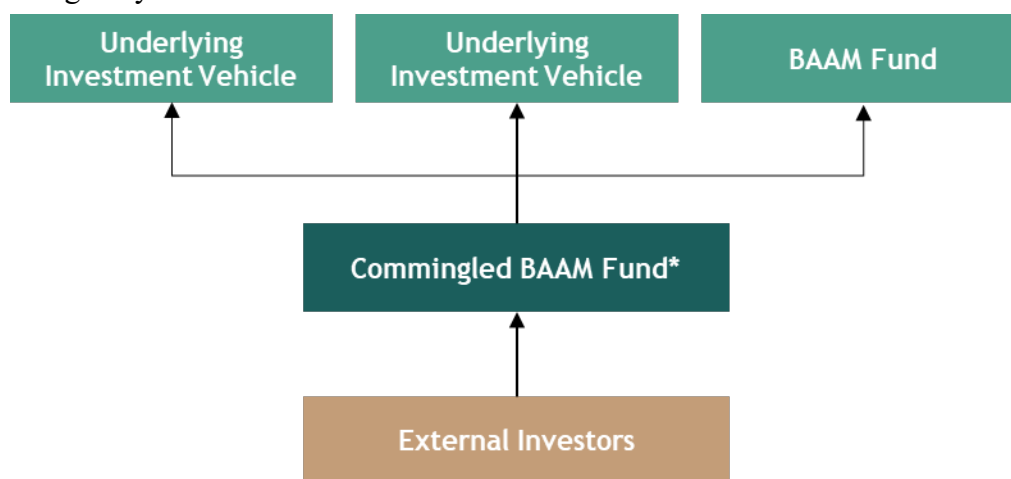 Underlying
Investment Vehicle
Underlying
Investment Vehicle
BAAM Fund
Commingled BAAM Fund*
External Investors